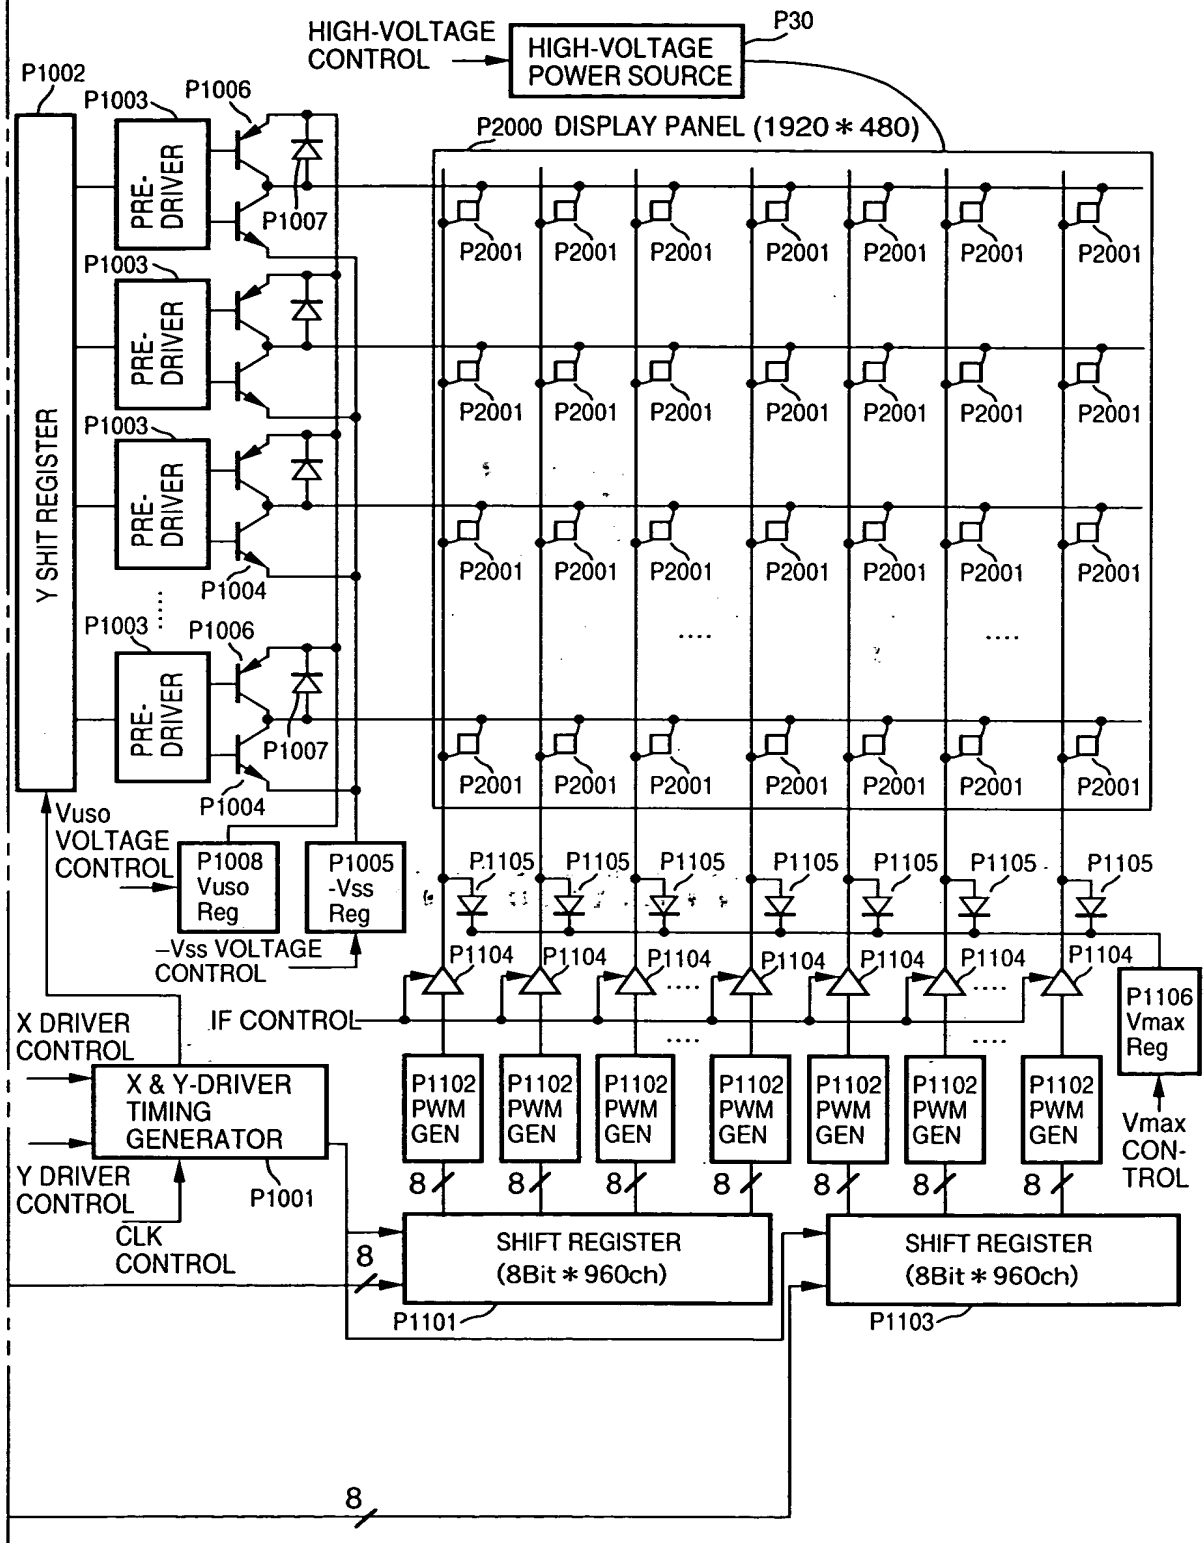 P30
HIGH-VOLTAGE
CONTROL
HIGH-VOLTAGE
POWER SOURCE
P1002
P1003
P1006
P2000 DISPLAY PANEL (1920 * 480)
PRE-
DRIVER
P1007
P2001 P2001 P2001 P2001 P2001 P2001 P2001
P1003
PRE-
DRIVER
P2001 P2001 P2001 P2001 P2001 P2001 P2001
P1003
PRE-
DRIVER
Y SHIT REGISTER
P2001 P2001 P2001 P2001 P2001 P2001 P2001
P1004
.....
.... ....
P1003
P1006
PRE-
DRIVER
P1007
P2001 P2001 P2001 P2001 P2001 P2001 P2001
P1004
Vuso
VOLTAGE
CONTROL
P1008
Vuso
Reg
P1005
-Vss
Reg
P1105 P1105 P1105 P1105 P1105 P1105 P1105
–Vss VOLTAGE
CONTROL
P1104 P1104 P1104 P1104 P1104 P1104 P1104
.... ....
IF CONTROL
.... ....
P1106
Vmax
Reg
X DRIVER
CONTROL
X & Y-DRIVER
TIMING
GENERATOR
P1102
PWM
GEN
P1102
PWM
GEN
P1102
PWM
GEN
P1102
PWM
GEN
P1102
PWM
GEN
P1102
PWM
GEN
P1102
PWM
GEN
Vmax
CON-
TROL
Y DRIVER
CONTROL
P1001
8 8 8 8 8 8 8
CLK
CONTROL
8
SHIFT REGISTER
(8Bit * 960ch)
SHIFT REGISTER
(8Bit * 960ch)
P1101
P1103
8